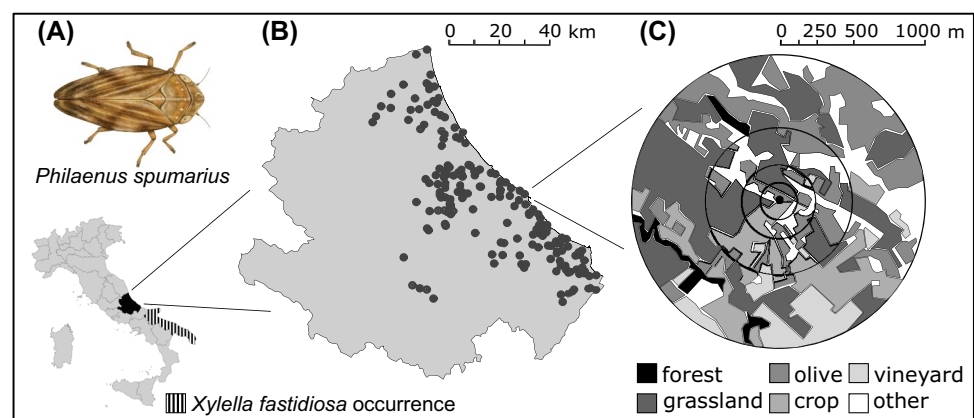 (A)
Philaenus spumarius
Xylella fastidiosa occurrence
(B)
0 20 40 km
(C)
0 250 500 1000 m
forest olive vineyard
grassland crop other